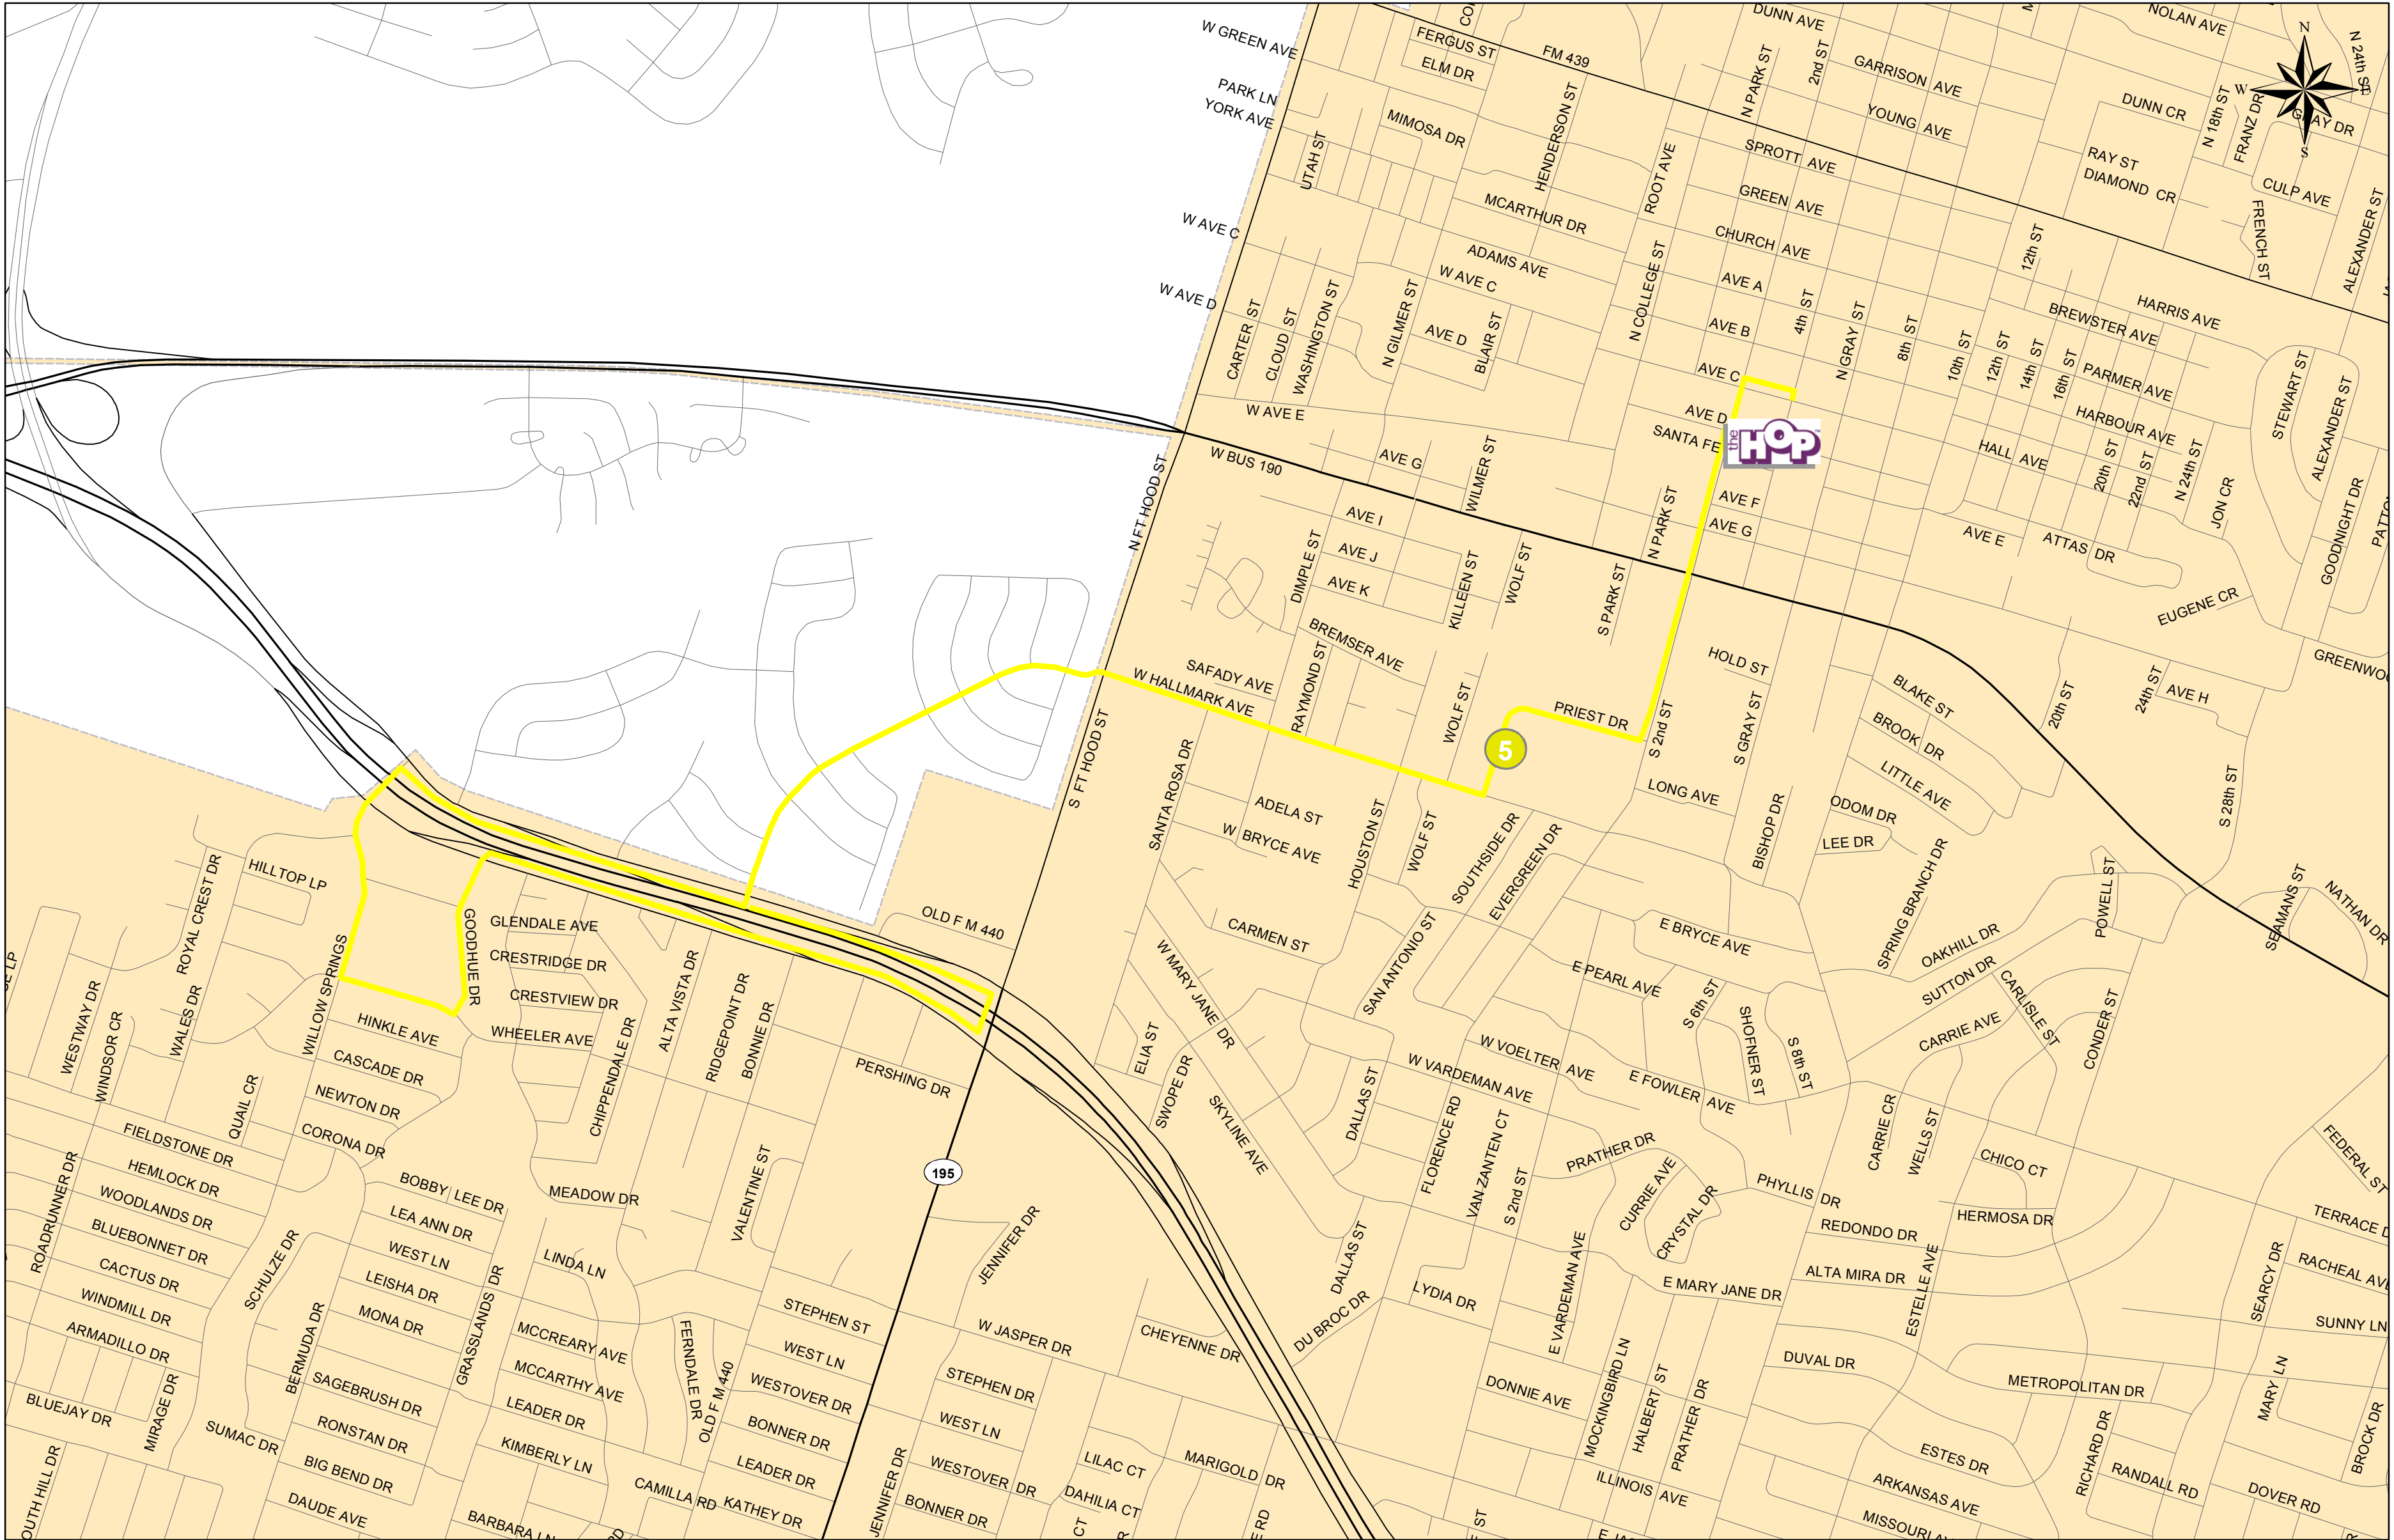 W GREEN AVE
CO
FERGUS ST
ELM DR
FM 439
DUNN AVE
2nd ST
N PARK ST
GARRISON AVE
YOUNG AVE
NOLAN AVE
N 24th St
N
W
E
S
GRAY DR
DUNN CR
N 18th ST
FRANZ DR
PARK LN
YORK AVE
UTAH ST
MIMOSA DR
HENDERSON ST
ROOT AVE
SPROTT AVE
RAY ST
DIAMOND CR
CULP AVE
FRENCH ST
ALEXANDER ST
W AVE C
MCARTHUR DR
GREEN AVE
CHURCH AVE
12th ST
ADAMS AVE
W AVE C
N COLLEGE ST
AVE A
HARRIS AVE
BREWSTER AVE
W AVE D
CARTER ST
CLOUD ST
WASHINGTON ST
N GILMER ST
AVE D
BLAIR ST
AVE B
4th ST
N GRAY ST
8th ST
10th ST
12th ST
14th ST
16th ST
PARMER AVE
STEWART ST
ALEXANDER ST
AVE C
W AVE E
AVE D
SANTA FE
the HOP
HARBOUR AVE
HALL AVE
20th ST
22nd ST
N 24th ST
JON CR
GOODNIGHT DR
PATTO
N FT HOOD ST
W BUS 190
AVE G
WILMER ST
N PARK ST
AVE F
AVE G
AVE E
ATTAS DR
AVE I
AVE J
AVE K
DIMPLE ST
KILLEEN ST
WOLF ST
S PARK ST
EUGENE CR
BREMSER AVE
HOLD ST
GREENWO
SAFADY AVE
W HALLMARK AVE
RAYMOND ST
WOLF ST
PRIEST DR
S 2nd ST
S GRAY ST
BLAKE ST
BROOK DR
LITTLE AVE
20th ST
24th ST
AVE H
5
S FT HOOD ST
SANTA ROSA DR
ADELA ST
W BRYCE AVE
HOUSTON ST
WOLF ST
SOUTHSIDE DR
EVERGREEN DR
LONG AVE
BISHOP DR
ODOM DR
LEE DR
SPRING BRANCH DR
S 28th ST
HILLTOP LP
ROYAL CREST DR
GOODHUE DR
GLENDALE AVE
CRESTRIDGE DR
CRESTVIEW DR
WHEELER AVE
OLD F M 440
CARMEN ST
SAN ANTONIO ST
E BRYCE AVE
OAKHILL DR
SUTTON DR
POWELL ST
SEAMANS ST
NATHAN DR
WESTWAY DR
WINDSOR CR
WALES DR
WILLOW SPRINGS
HINKLE AVE
CASCADE DR
NEWTON DR
CORONA DR
QUAIL CR
CHIPPENDALE DR
ALTA VISTA DR
RIDGEPOINT DR
BONNIE DR
PERSHING DR
ELIA ST
SWOPE DR
W MARY JANE DR
SKYLINE AVE
DALLAS ST
W VARDEMAN AVE
W VOELTER AVE
E PEARL AVE
S 6th ST
SHOFNER ST
S 8th ST
E FOWLER AVE
CARLISLE ST
CARRIE AVE
CONDER ST
FLORENCE RD
VAN ZANTEN CT
S 2nd ST
PRATHER DR
CURRIE AVE
CRYSTAL DR
PHYLLIS DR
CARRIE CR
WELLS ST
CHICO CT
HERMOSA DR
REDONDO DR
FEDERAL ST
TERRACE D
195
ROADRUNNER DR
FIELDSTONE DR
HEMLOCK DR
WOODLANDS DR
BLUEBONNET DR
CACTUS DR
WINDMILL DR
ARMADILLO DR
BLUEJAY DR
MIRAGE DR
SCHULZE DR
BERMUDA DR
BOBBY LEE DR
LEA ANN DR
WEST LN
LEISHA DR
MONA DR
GRASSLANDS DR
MEADOW DR
LINDA LN
VALENTINE ST
JENNIFER DR
STEPHEN ST
WEST LN
WESTOVER DR
BONNER DR
LEADER DR
KATHEY DR
MCCREARY AVE
MCCARTHY AVE
LEADER DR
KIMBERLY LN
FERNDALE DR
OLD F M 440
CAMILLA RD
SAGEBRUSH DR
RONSTAN DR
BIG BEND DR
DAUDE AVE
SUMAC DR
BARBARA LN
OUTH HILL DR
JENNIFER DR
W JASPER DR
STEPHEN DR
WEST LN
WESTOVER DR
BONNER DR
CHEYENNE DR
LILAC CT
DAHILIA CT
MARIGOLD DR
DU BROC DR
DALLAS ST
LYDIA DR
DONNIE AVE
E VARDEMAN AVE
MOCKINGBIRD LN
HALBERT ST
PRATHER DR
ILLINOIS AVE
E MARY JANE DR
ALTA MIRA DR
ESTELLE AVE
DUVAL DR
METROPOLITAN DR
ESTES DR
ARKANSAS AVE
MISSOURI AV
RICHARD DR
RANDALL RD
DOVER RD
BROCK DR
MARY LN
SEARCY DR
RACHEAL AVE
SUNNY LN